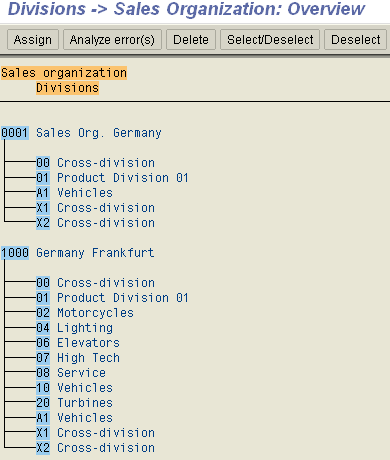 Divisions -> Sales Organization: Overview
Assign Analyze error(s) Delete Select/Deselect Deselect
Sales organization
Divisions
0001 Sales Org. Germany
00 Cross-division
01 Product Division 01
A1 Vehicles
X1 Cross-division
X2 Cross-division
1000 Germany Frankfurt
00 Cross-division
01 Product Division 01
02 Motorcycles
04 Lighting
06 Elevators
07 High Tech
08 Service
10 Vehicles
20 Turbines
A1 Vehicles
X1 Cross-division
X2 Cross-division